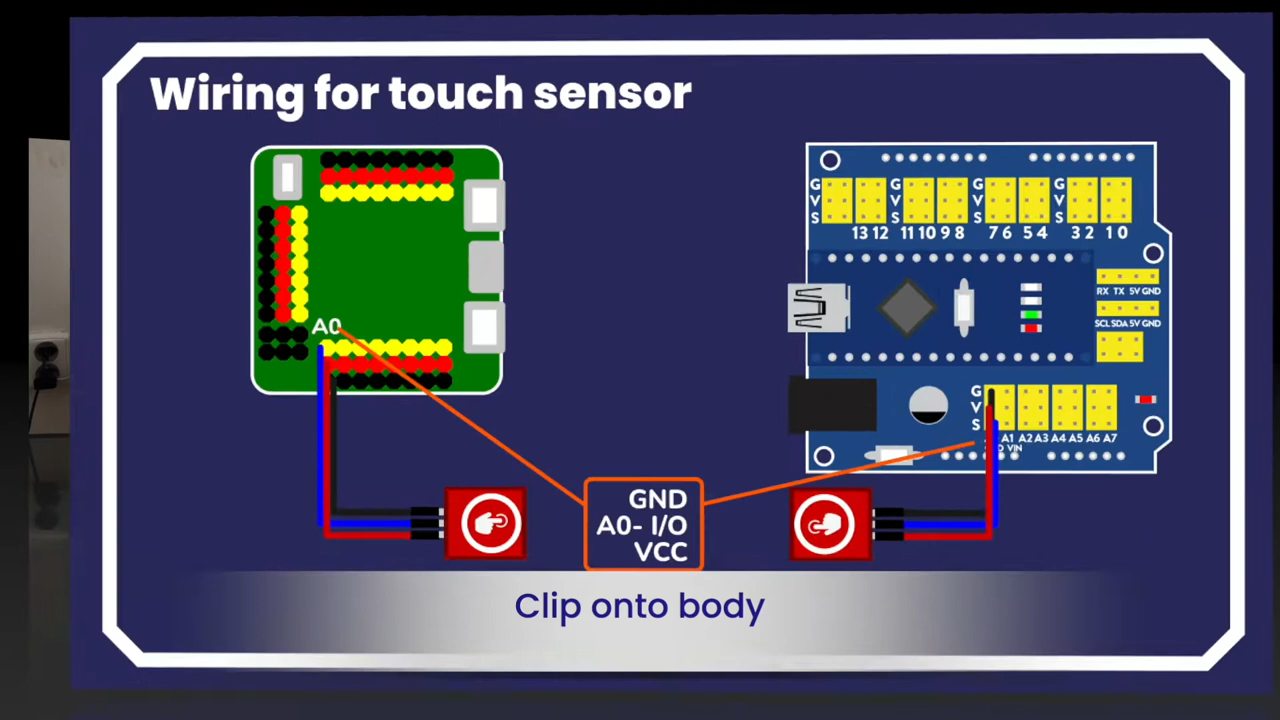 Wiring for touch sensor
G
V
S
G
V
S
G
V
S
G
V
S
13 12
11 10 9 8
7 6
5 4
3 2
1 0
RX TX 5V GND
SCL SDA 5V GND
A0
G
V
S
A1 A2 A3 A4 A5 A6 A7
VIN
GND
A0- I/O
VCC
Clip onto body